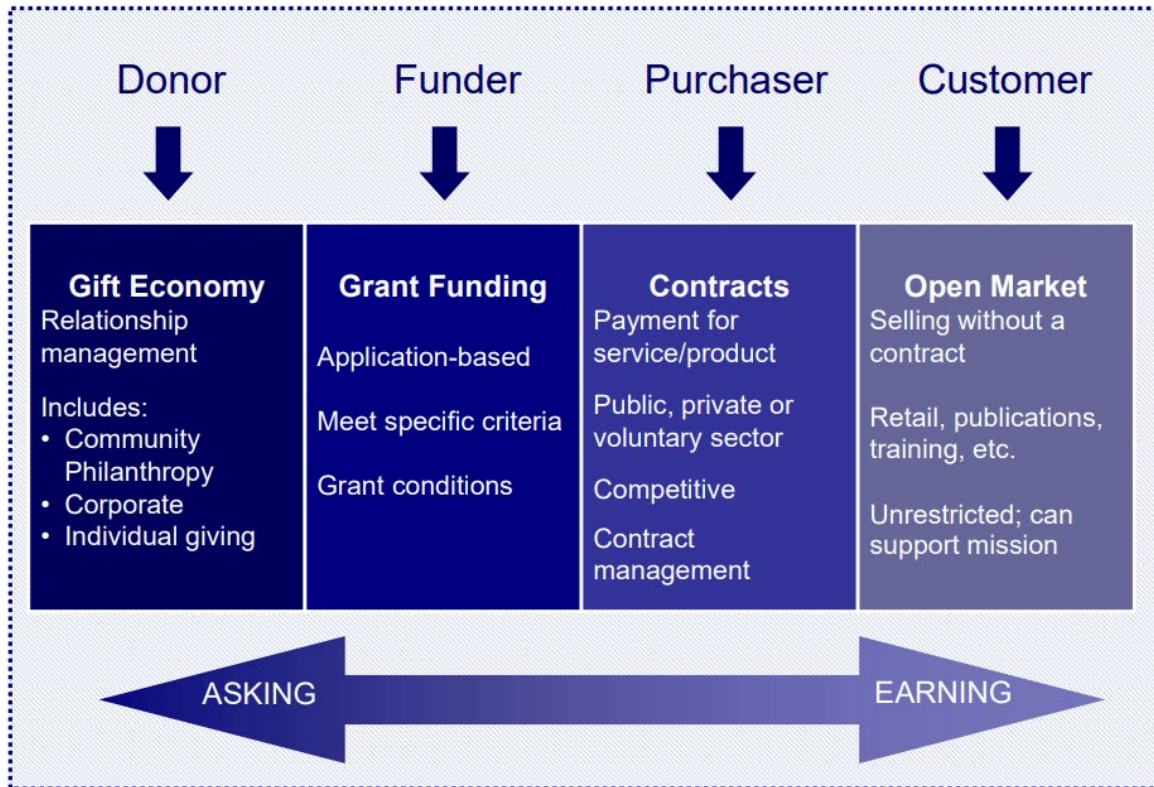 Donor
Funder
Purchaser
Customer
Gift Economy
Relationship
management
Includes:
• Community
Philanthropy
• Corporate
• Individual giving
Grant Funding
Application-based
Meet specific criteria
Grant conditions
Contracts
Payment for
service/product
Public, private or
voluntary sector
Competitive
Contract
management
Open Market
Selling without a
contract
Retail, publications,
training, etc.
Unrestricted; can
support mission
ASKING
EARNING